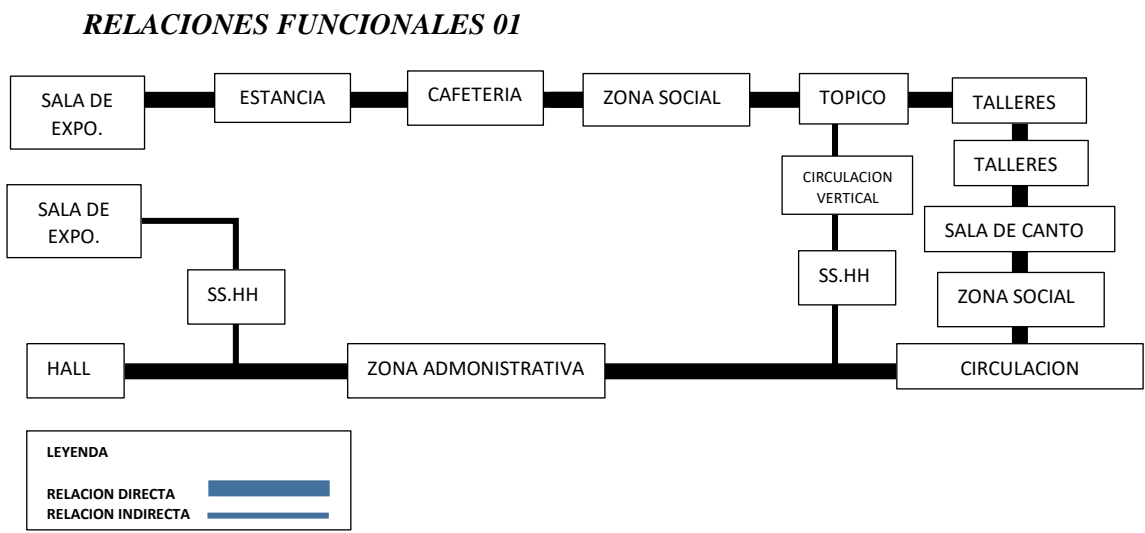 RELACIONES FUNCIONALES 01
SALA DE
EXPO.
ESTANCIA
CAFETERIA
ZONA SOCIAL
TOPICO
TALLERES
TALLERES
CIRCULACION
VERTICAL
SALA DE
EXPO.
SALA DE CANTO
SS.HH
SS.HH
ZONA SOCIAL
HALL
ZONA ADMONISTRATIVA
CIRCULACION
LEYENDA
RELACION DIRECTA
RELACION INDIRECTA